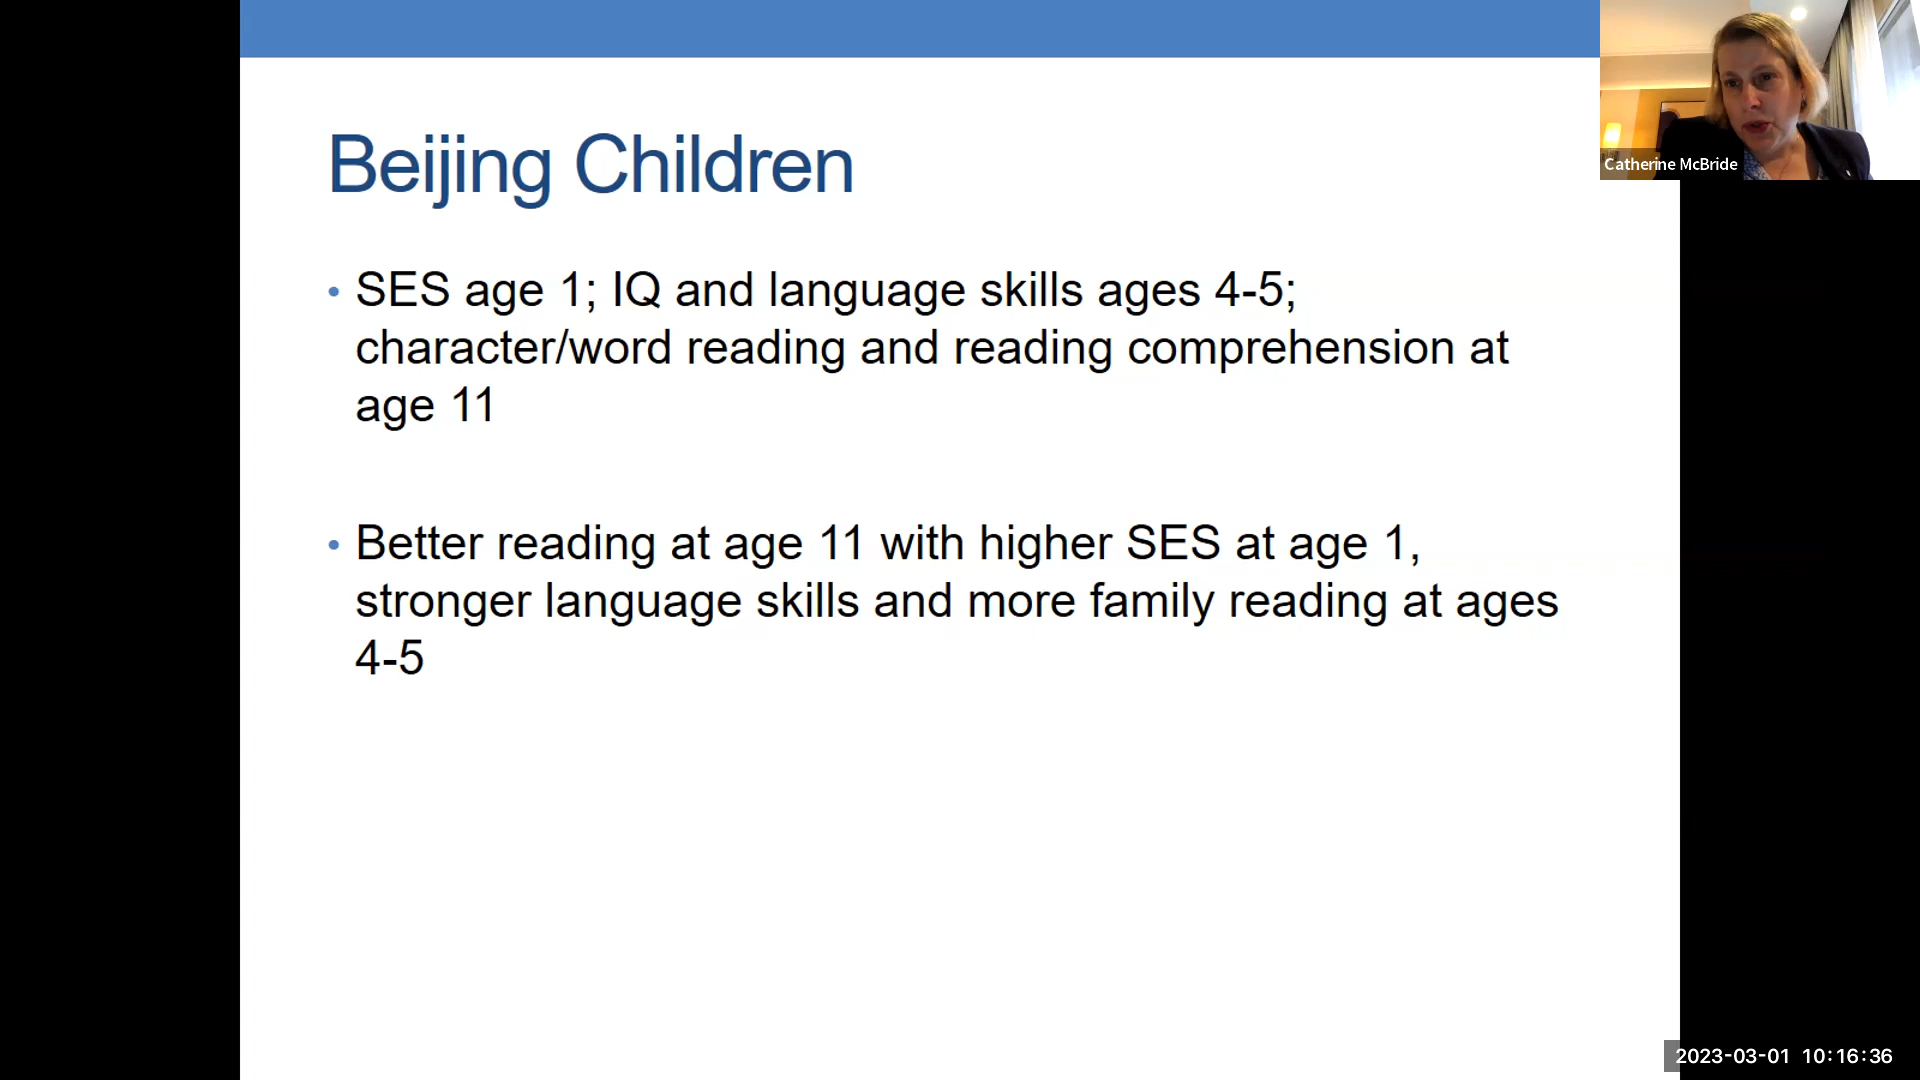 Beijing Children
• SES age 1; IQ and language skills ages 4-5;
character/word reading and reading comprehension at
age 11
• Better reading at age 11 with higher SES at age 1,
stronger language skills and more family reading at ages
4-5
Catherine McBride
2023-03-01 10:16:36